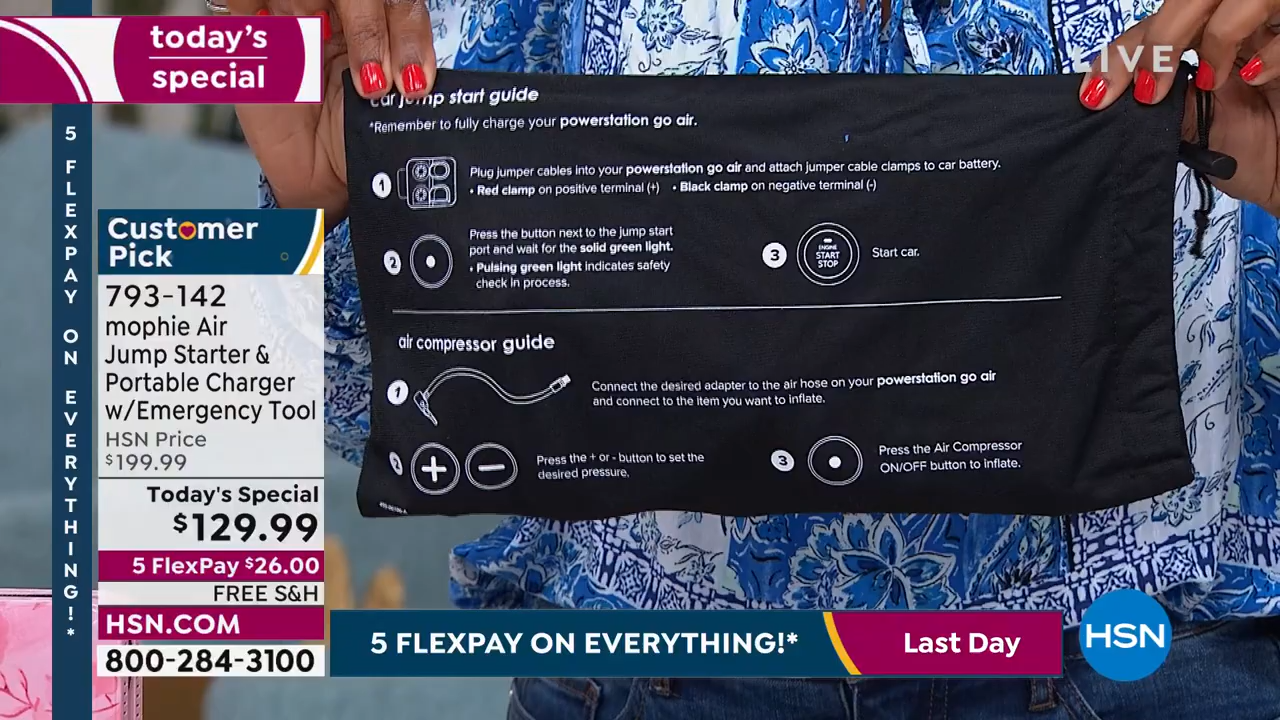 today's
special
LIVE
5 FLEXPAY ON EVERYTHING!*
Customer
Pick
793-142
mophie Air
Jump Starter &
Portable Charger
w/Emergency Tool
HSN Price
$199.99
Today's Special
$129.99
5 FlexPay $26.00
FREE S&H
HSN.COM
800-284-3100
car jump start guide
*Remember to fully charge your powerstation go air.
1
Plug jumper cables into your powerstation go air and attach jumper cable clamps to car battery.
• Red clamp on positive terminal (+) • Black clamp on negative terminal (-)
2
Press the button next to the jump start
port and wait for the solid green light.
• Pulsing green light indicates safety
check in process.
3
ENGINE
START
STOP
Start car.
air compressor guide
1
Connect the desired adapter to the air hose on your powerstation go air
and connect to the item you want to inflate.
2
+ −
Press the + or - button to set the
desired pressure.
3
Press the Air Compressor
ON/OFF button to inflate.
5 FLEXPAY ON EVERYTHING!*
Last Day
HSN